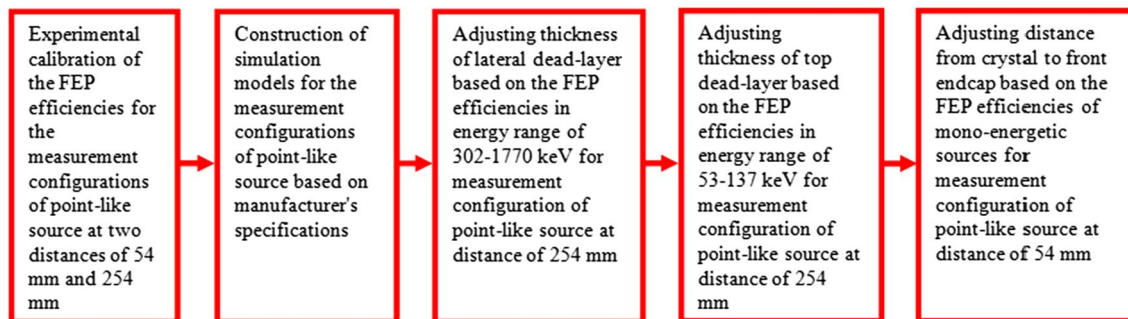 Experimental
calibration of
the FEP
efficiencies for
the
measurement
configurations
of point-like
source at two
distances of 54
mm and 254
mm
Construction of
simulation
models for the
measurement
configurations
of point-like
source based on
manufacturer's
specifications
Adjusting thickness
of lateral dead-layer
based on the FEP
efficiencies in
energy range of
302-1770 keV for
measurement
configuration of
point-like source at
distance of 254 mm
Adjusting
thickness of top
dead-layer based
on the FEP
efficiencies in
energy range of
53-137 keV for
measurement
configuration of
point-like source at
distance of 254
mm
Adjusting distance
from crystal to front
endcap based on the
FEP efficiencies of
mono-energetic
sources for
measurement
configuration of
point-like source at
distance of 54 mm